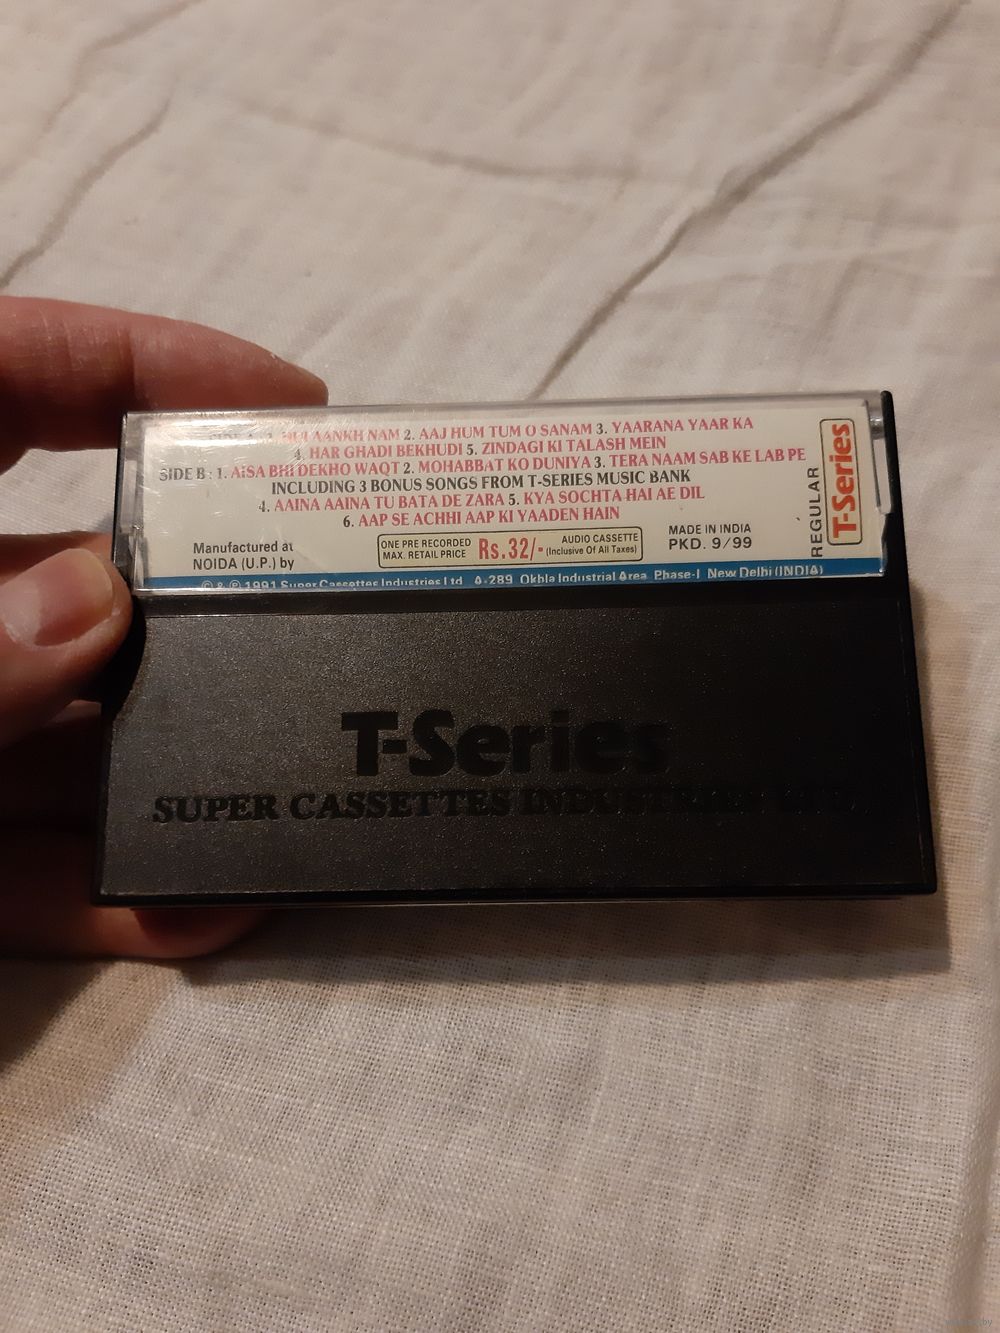 AANKH NAM 2. AAJ HUM TUM O SANAM 3. YAARANA YAAR KA
4. HAR GHADI BEKHUDI 5. ZINDAGI KI TALASH MEIN
SIDE B : 1. AISA BHI DEKHO WAQT 2. MOHABBAT KO DUNIYA 3. TERA NAAM SAB KE LAB PE
INCLUDING 3 BONUS SONGS FROM T-SERIES MUSIC BANK
4. AAINA AAINA TU BATA DE ZARA 5. KYA SOCHTA HAI AE DIL
6. AAP SE ACHHI AAP KI YAADEN HAIN
Manufactured at
NOIDA (U.P.) by
ONE PRE RECORDED
MAX. RETAIL PRICE
Rs.32/-
AUDIO CASSETTE
(Inclusive Of All Taxes)
MADE IN INDIA
PKD. 9/99
REGULAR
T-Series
© & ℗ 1991 Super Cassettes Industries Ltd. A-289, Okhla Industrial Area, Phase-I, New Delhi (INDIA)
T-Series
SUPER CASSETTES INDUSTRIES